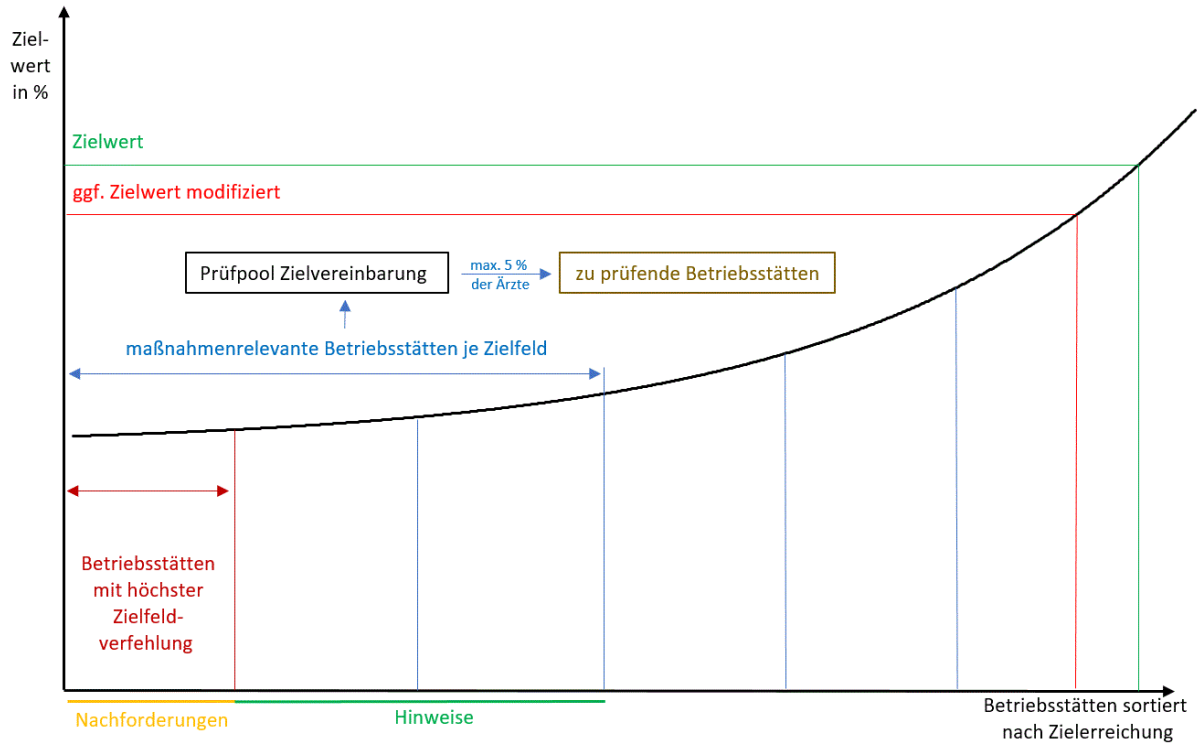 Ziel-
wert
in %
Zielwert
ggf. Zielwert modifiziert
Prüfpool Zielvereinbarung
max. 5 %
der Ärzte
zu prüfende Betriebsstätten
maßnahmenrelevante Betriebsstätten je Zielfeld
Betriebsstätten
mit höchster
Zielfeld-
verfehlung
Nachforderungen
Hinweise
Betriebsstätten sortiert
nach Zielerreichung